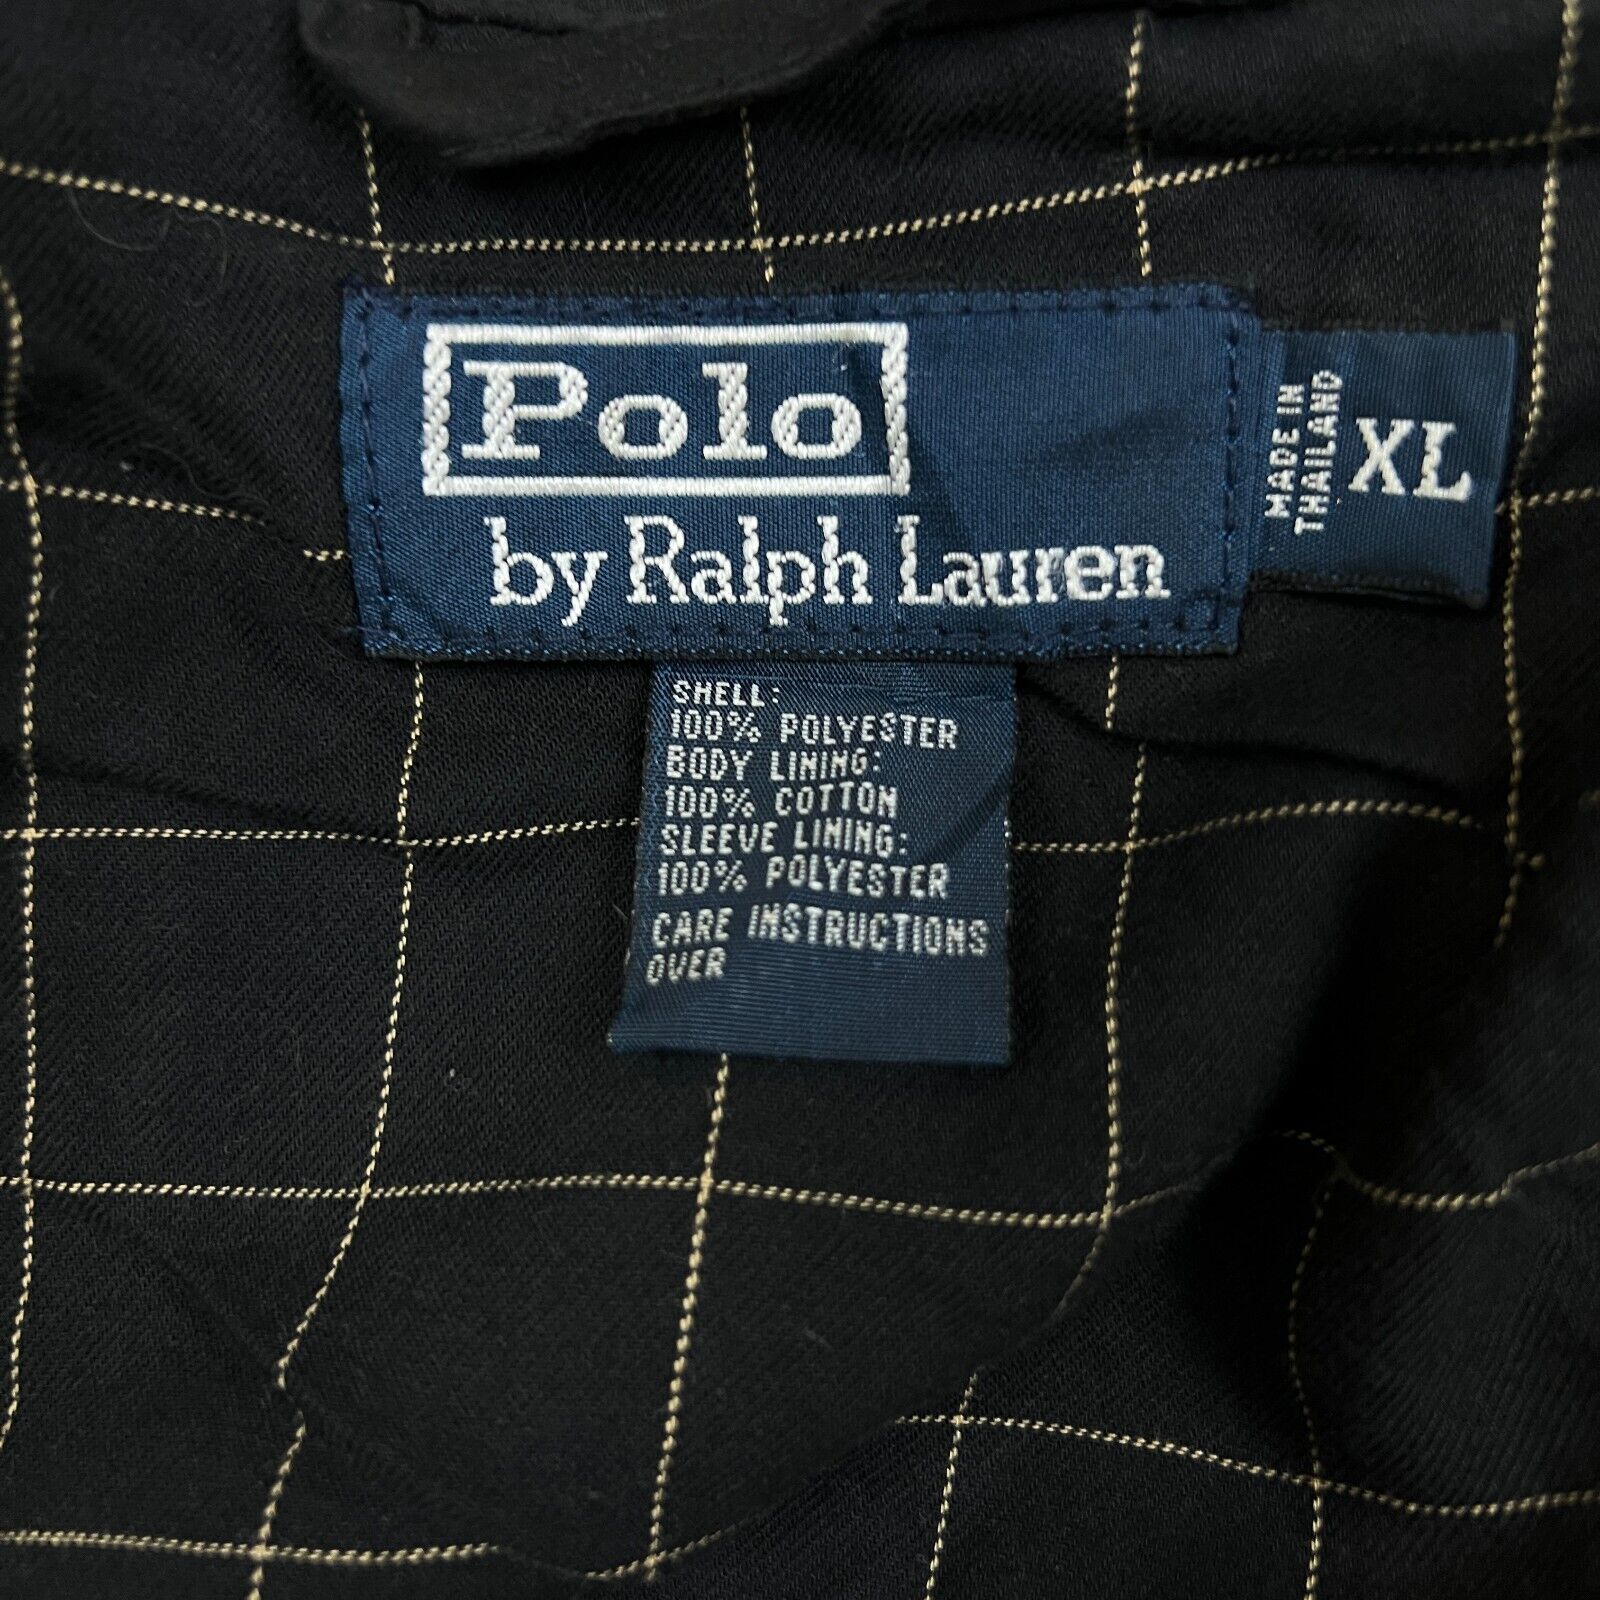 Polo
by Ralph Lauren
MADE IN
THAILAND
XL
SHELL:
100% POLYESTER
BODY LINING:
100% COTTON
SLEEVE LINING:
100% POLYESTER
CARE INSTRUCTIONS
OVER